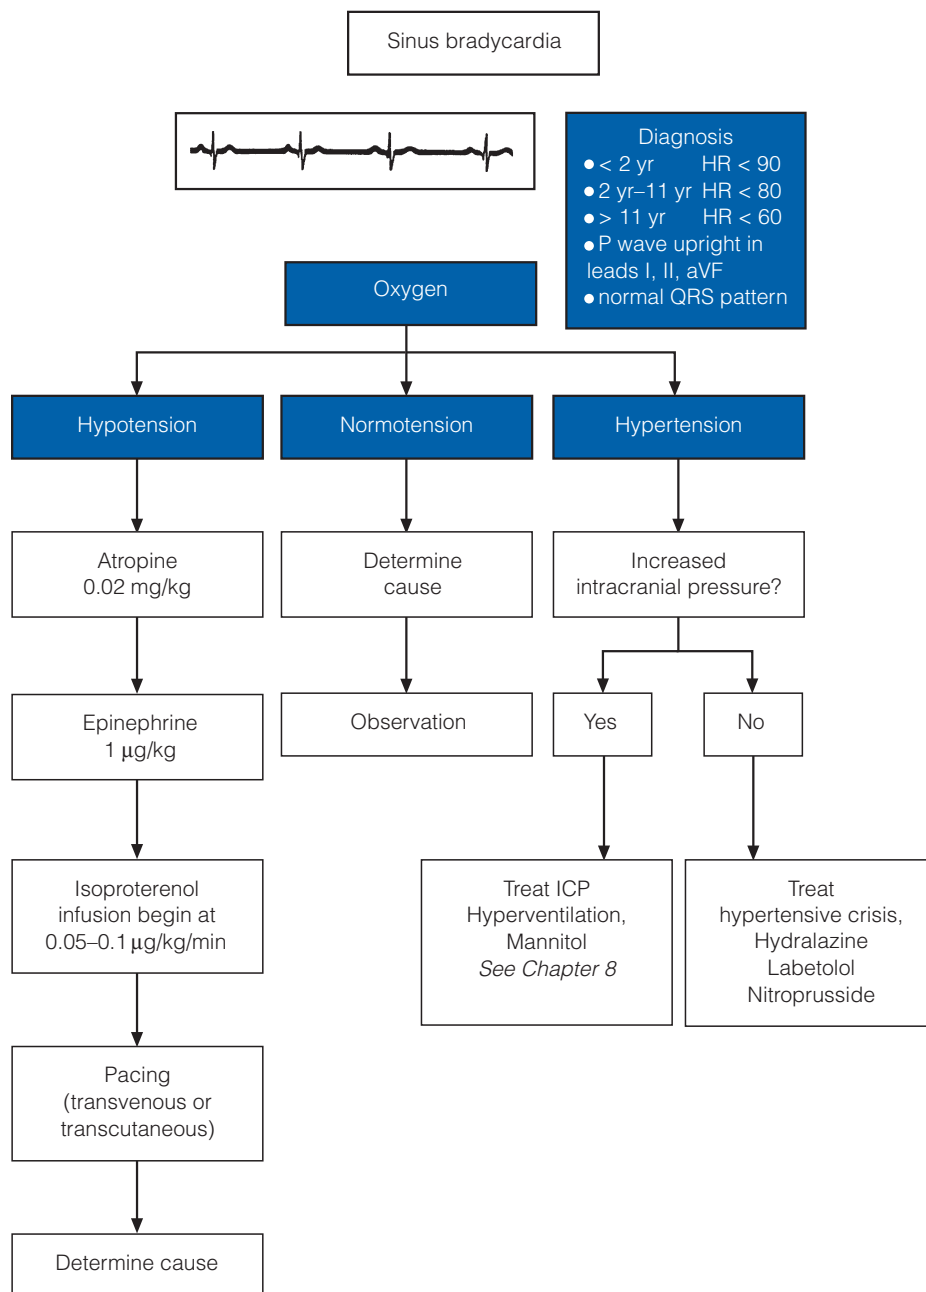 Sinus bradycardia
Diagnosis
● < 2 yr HR < 90
● 2 yr–11 yr HR < 80
● > 11 yr HR < 60
● P wave upright in
leads I, II, aVF
● normal QRS pattern
Oxygen
Hypotension
Normotension
Hypertension
Atropine
0.02 mg/kg
Determine
cause
Increased
intracranial pressure?
Epinephrine
1 µg/kg
Observation
Yes
No
Isoproterenol
infusion begin at
0.05–0.1 µg/kg/min
Treat ICP
Hyperventilation,
Mannitol
See Chapter 8
Treat
hypertensive crisis,
Hydralazine
Labetolol
Nitroprusside
Pacing
(transvenous or
transcutaneous)
Determine cause